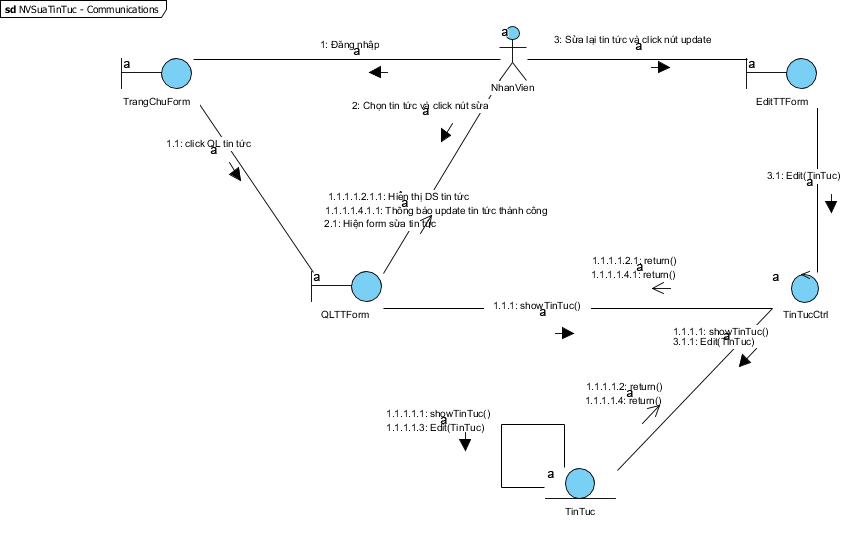 sd NVSuaTinTuc - Communications
a
3: Sửa lại tin tức và click nút update
a
1: Đăng nhập
a
a
a
NhanVien
TrangChuForm
EditTTForm
2: Chọn tin tức và click nút sửa
a
1.1: click QL tin tức
a
3.1: Edit(TinTuc)
a
1.1.1.1.2.1.1: Hiển thị DS tin tức
a
1.1.1.1.4.1.1: Thông báo update tin tức thành công
2.1: Hiện form sửa tin tức
1.1.1.1.2.1: return()
a
1.1.1.1.4.1: return()
a
a
QLTTForm
1.1.1: showTinTuc()
a
TinTucCtrl
1.1.1.1: showTinTuc()
a
3.1.1: Edit(TinTuc)
1.1.1.1.2: return()
a
1.1.1.1.4: return()
1.1.1.1.1: showTinTuc()
a
1.1.1.1.3: Edit(TinTuc)
a
TinTuc